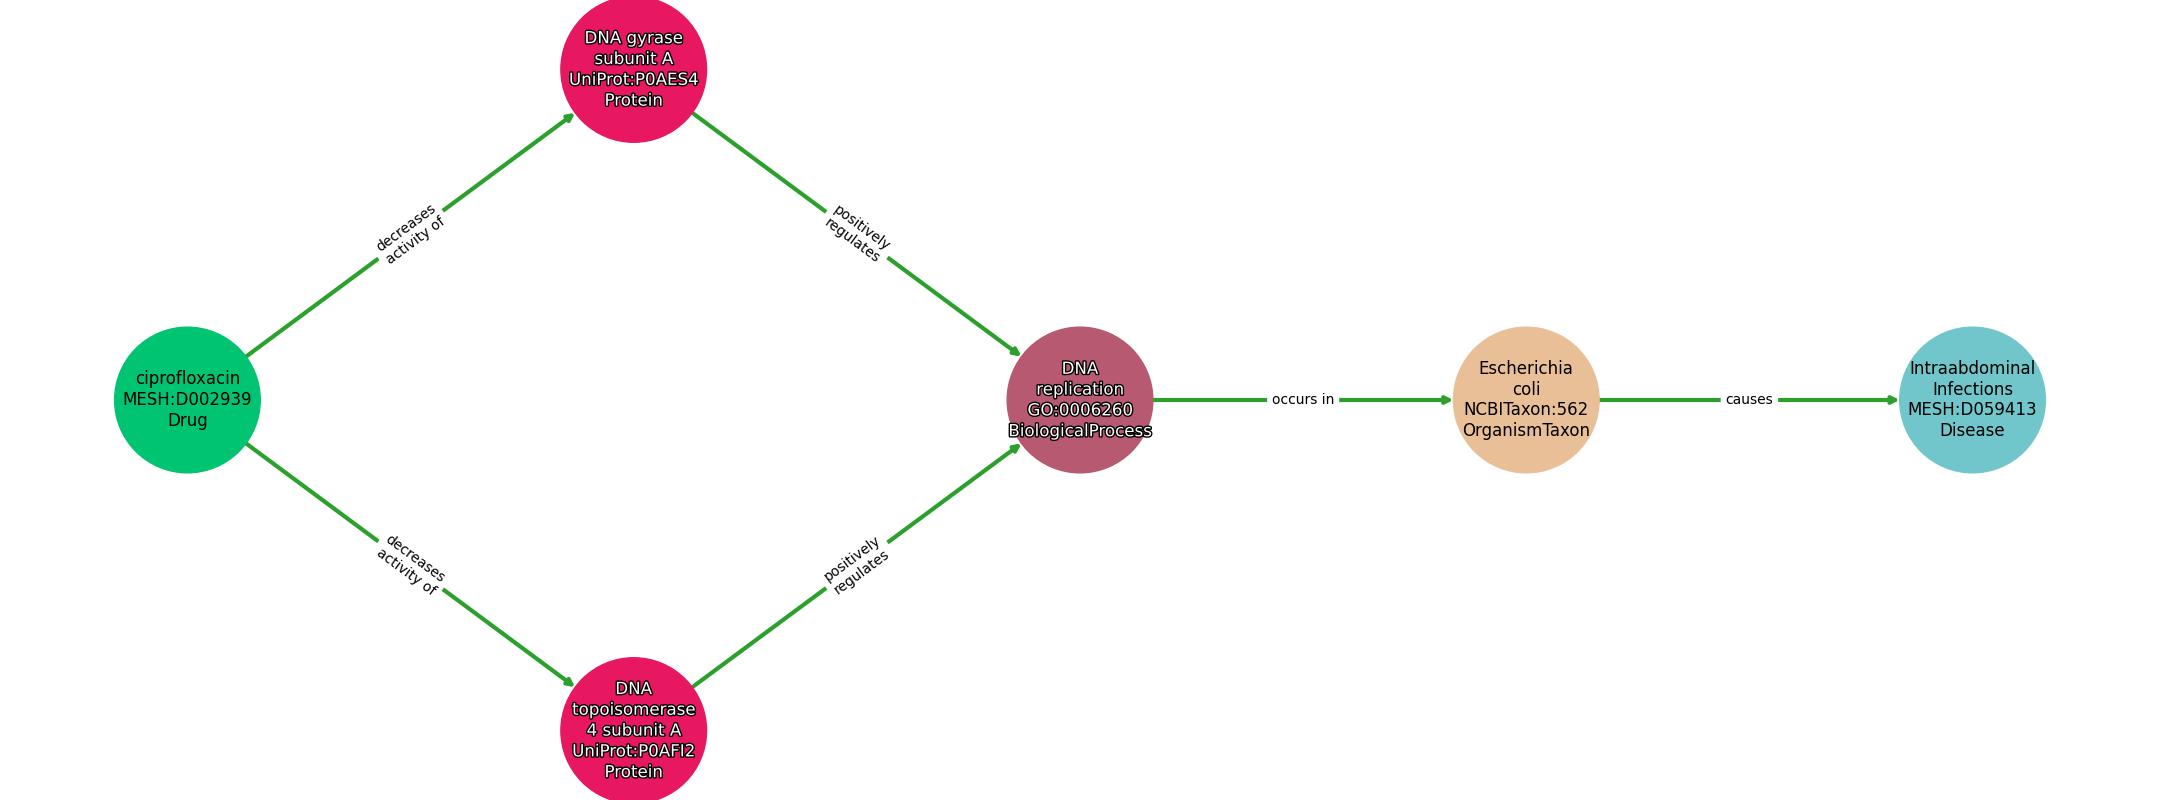 DNA gyrase
subunit A
UniProt:P0AES4
Protein
decreases
activity of
positively
regulates
ciprofloxacin
MESH:D002939
Drug
DNA
replication
GO:0006260
BiologicalProcess
occurs in
Escherichia
coli
NCBITaxon:562
OrganismTaxon
causes
Intraabdominal
Infections
MESH:D059413
Disease
decreases
activity of
positively
regulates
DNA
topoisomerase
4 subunit A
UniProt:P0AFI2
Protein